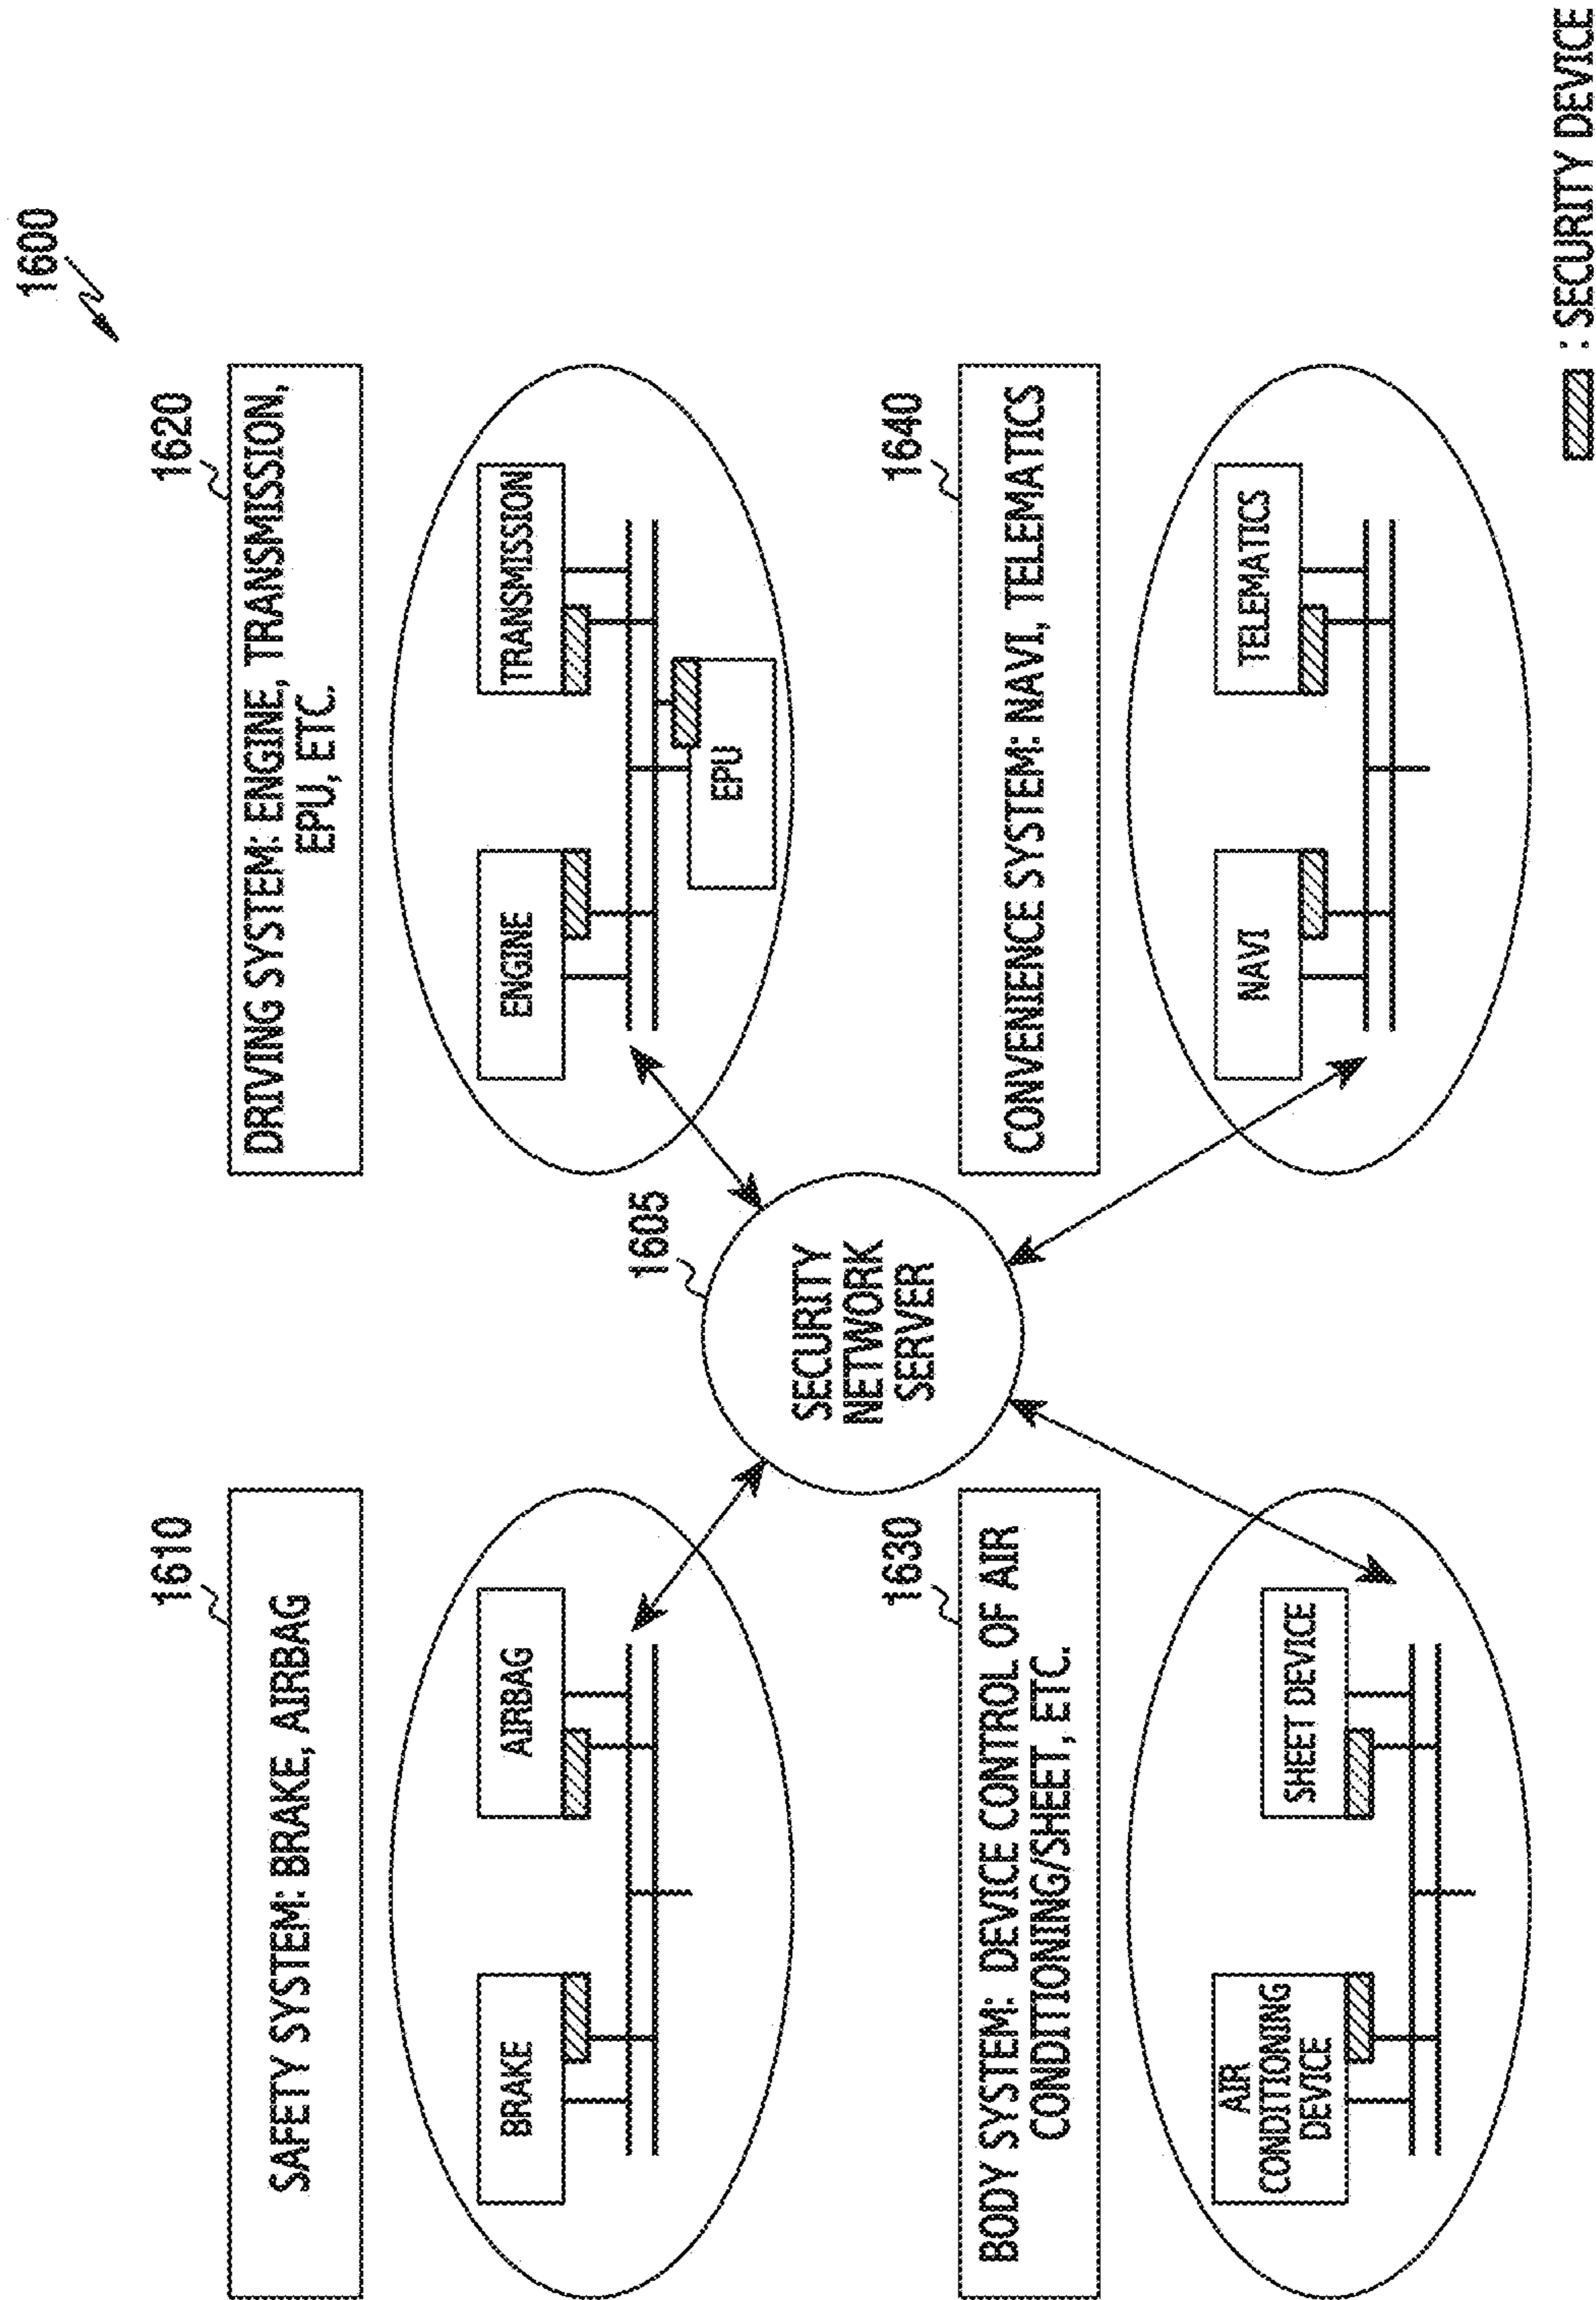 1600
1610
SAFETY SYSTEM: BRAKE, AIRBAG
BRAKE
AIRBAG
1620
DRIVING SYSTEM: ENGINE, TRANSMISSION,
EPU, ETC.
ENGINE
TRANSMISSION
EPU
1605
SECURITY
NETWORK
SERVER
1630
BODY SYSTEM: DEVICE CONTROL OF AIR
CONDITIONING/SHEET, ETC.
AIR
CONDITIONING
DEVICE
SHEET DEVICE
1640
CONVENIENCE SYSTEM: NAVI, TELEMATICS
NAVI
TELEMATICS
: SECURITY DEVICE